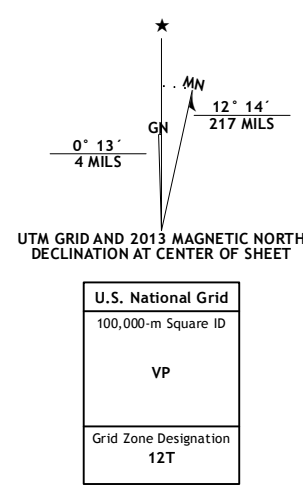 ★
MN
12° 14´
217 MILS
GN
0° 13´
4 MILS
UTM GRID AND 2013 MAGNETIC NORTH
DECLINATION AT CENTER OF SHEET
U.S. National Grid
100,000-m Square ID
VP
Grid Zone Designation
12T